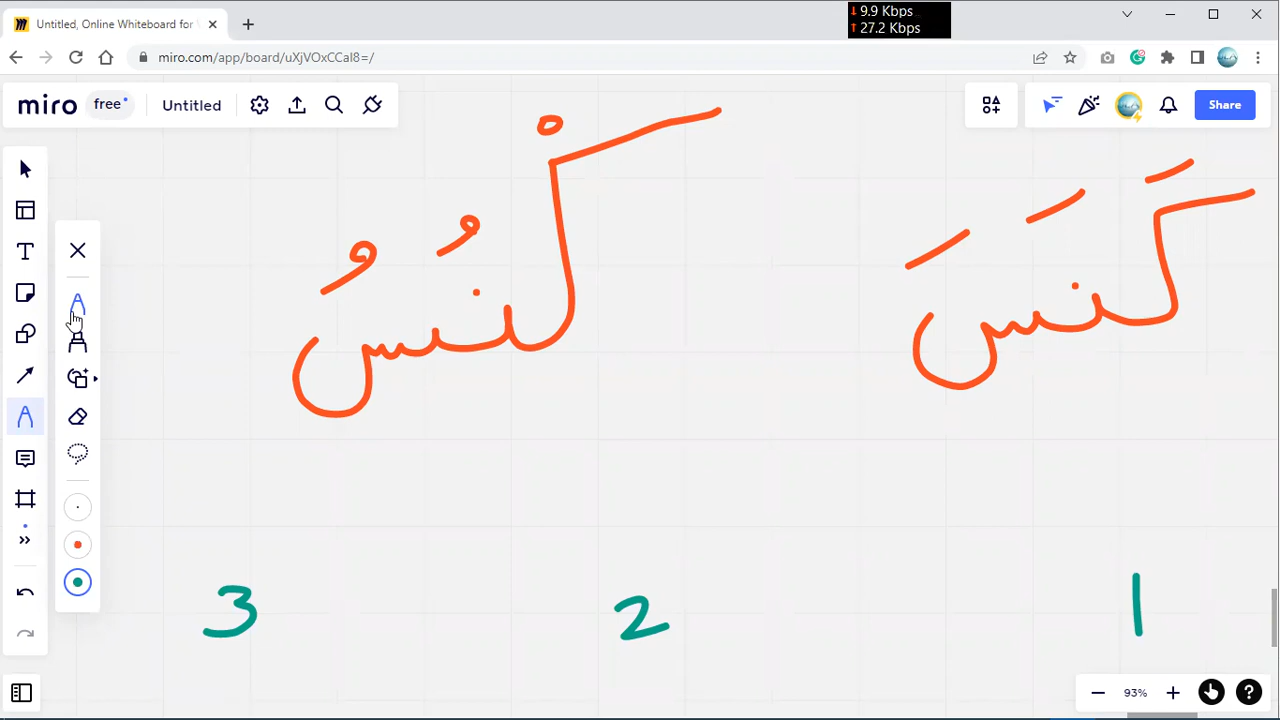 9.9 Kbps
27.2 Kbps
Untitled, Online Whiteboard for
miro.com/app/board/uXjVOxCCaI8=/
miro free Untitled Share
كَنَسَ
كْنُسُ
1 2 3
93%